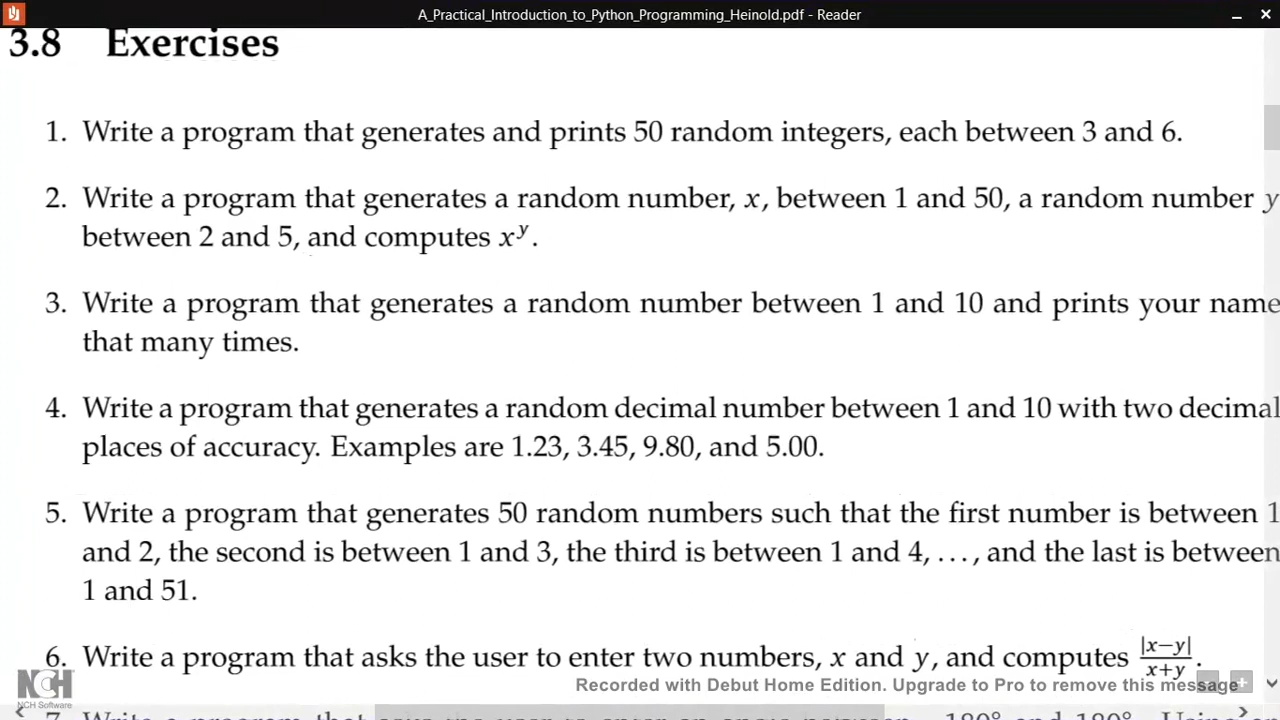 A_Practical_Introduction_to_Python_Programming_Heinold.pdf - Reader
3.8 Exercises
1. Write a program that generates and prints 50 random integers, each between 3 and 6.
2. Write a program that generates a random number, x, between 1 and 50, a random number y
between 2 and 5, and computes xʸ.
3. Write a program that generates a random number between 1 and 10 and prints your name
that many times.
4. Write a program that generates a random decimal number between 1 and 10 with two decimal
places of accuracy. Examples are 1.23, 3.45, 9.80, and 5.00.
5. Write a program that generates 50 random numbers such that the first number is between 1
and 2, the second is between 1 and 3, the third is between 1 and 4, ..., and the last is between
1 and 51.
6. Write a program that asks the user to enter two numbers, x and y, and computes |x−y|/x+y.
NCH Software
Recorded with Debut Home Edition. Upgrade to Pro to remove this message